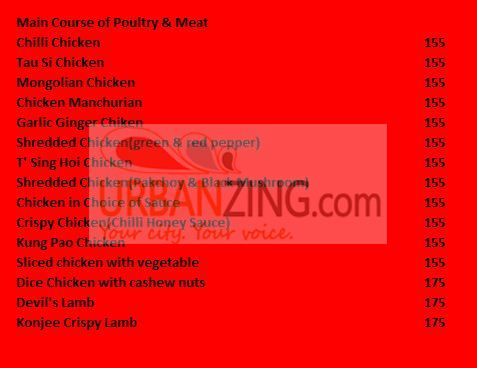 Main Course of Poultry & Meat
Chilli Chicken 155
Tau Si Chicken 155
Mongolian Chicken 155
Chicken Manchurian 155
Garlic Ginger Chiken 155
Shredded Chicken(green & red pepper) 155
T' Sing Hoi Chicken 155
Shredded Chicken(Pakchoy & Black Mushroom) 155
Chicken in Choice of Sauce 155
URBANZING.com
Crispy Chicken(Chilli Honey Sauce) 155
Your city. Your voice.
Kung Pao Chicken 155
Sliced chicken with vegetable 155
Dice Chicken with cashew nuts 175
Devil's Lamb 175
Konjee Crispy Lamb 175